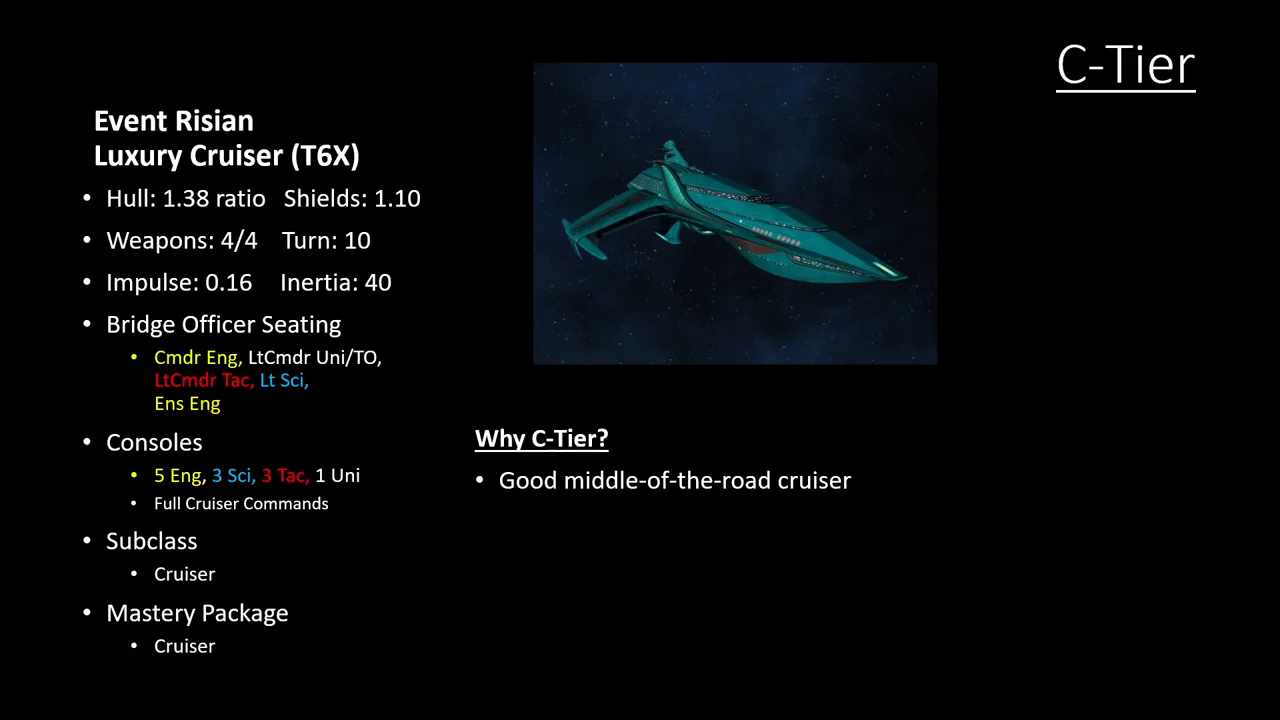 C-Tier
Event Risian
Luxury Cruiser (T6X)
• Hull: 1.38 ratio Shields: 1.10
• Weapons: 4/4 Turn: 10
• Impulse: 0.16 Inertia: 40
• Bridge Officer Seating
• Cmdr Eng, LtCmdr Uni/TO,
LtCmdr Tac, Lt Sci,
Ens Eng
• Consoles
• 5 Eng, 3 Sci, 3 Tac, 1 Uni
• Full Cruiser Commands
• Subclass
• Cruiser
• Mastery Package
• Cruiser
Why C-Tier?
• Good middle-of-the-road cruiser